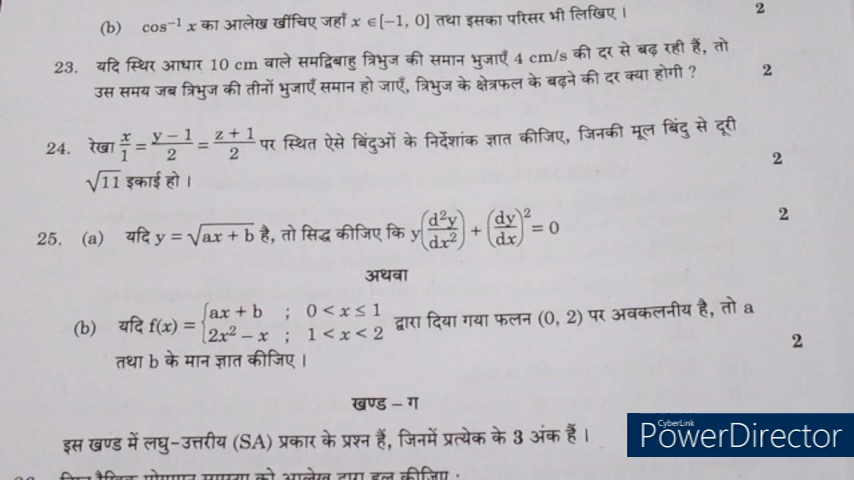 (b) cos⁻¹ x का आलेख खींचिए जहाँ x ∈ [–1, 0] तथा इसका परिसर भी लिखिए । 2
23. यदि स्थिर आधार 10 cm वाले समद्विबाहु त्रिभुज की समान भुजाएँ 4 cm/s की दर से बढ़ रही हैं, तो
उस समय जब त्रिभुज की तीनों भुजाएँ समान हो जाएँ, त्रिभुज के क्षेत्रफल के बढ़ने की दर क्या होगी ? 2
24. रेखा x/1 = (y – 1)/2 = (z + 1)/2 पर स्थित ऐसे बिंदुओं के निर्देशांक ज्ञात कीजिए, जिनकी मूल बिंदु से दूरी
√11 इकाई हो । 2
25. (a) यदि y = √(ax + b) है, तो सिद्ध कीजिए कि y(d²y/dx²) + (dy/dx)² = 0 2
अथवा
(b) यदि f(x) = { ax + b ; 0 < x ≤ 1
2x² – x ; 1 < x < 2 द्वारा दिया गया फलन (0, 2) पर अवकलनीय है, तो a
तथा b के मान ज्ञात कीजिए । 2
खण्ड – ग
इस खण्ड में लघु-उत्तरीय (SA) प्रकार के प्रश्न हैं, जिनमें प्रत्येक के 3 अंक हैं ।
CyberLink
PowerDirector